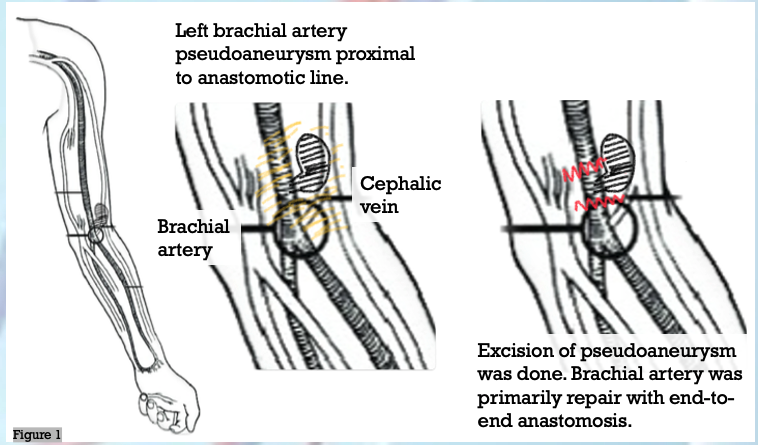 Left brachial artery
pseudoaneurysm proximal
to anastomotic line.
Cephalic
vein
Brachial
artery
Excision of pseudoaneurysm
was done. Brachial artery was
primarily repair with end-to-
end anastomosis.
Figure 1